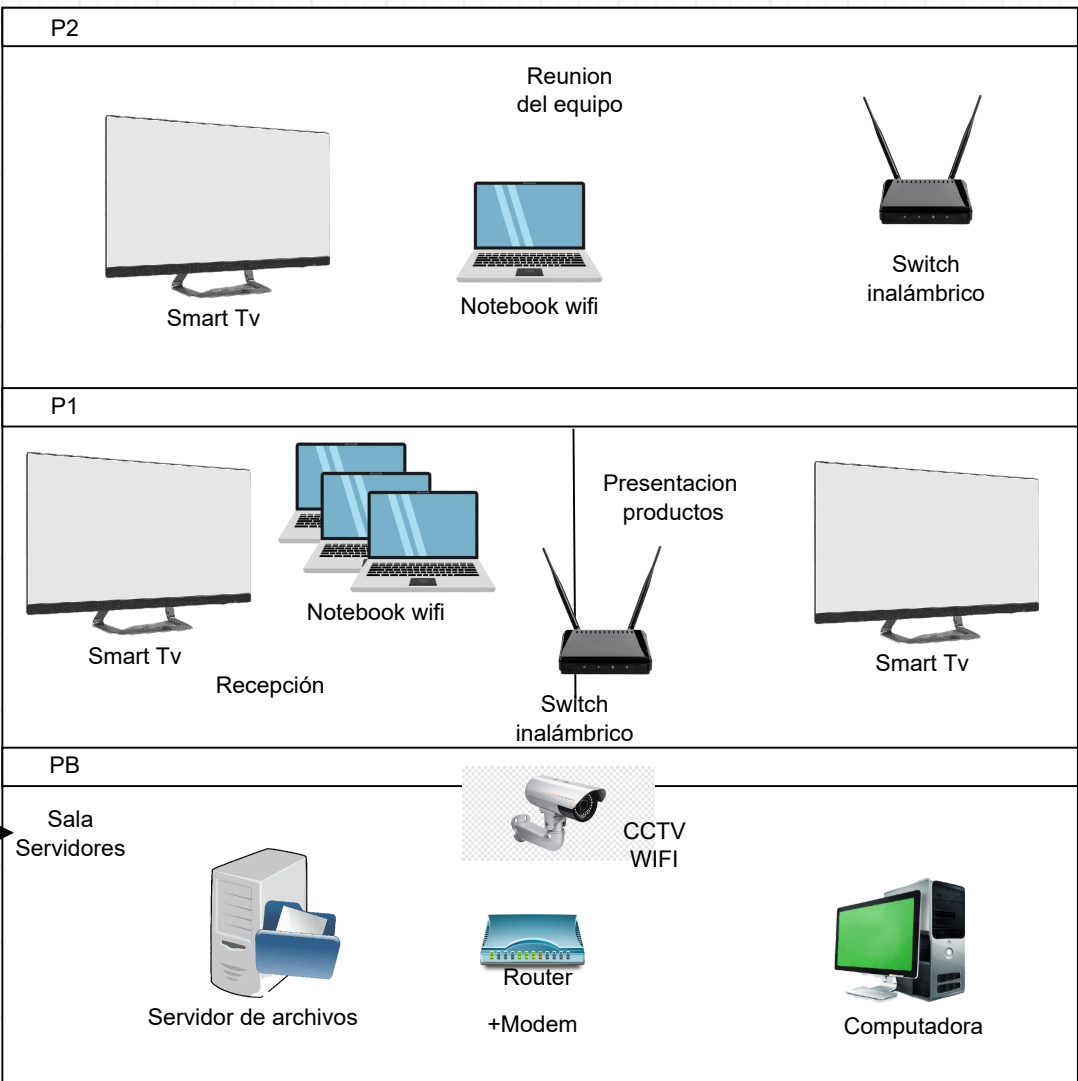 P2
Reunion
del equipo
Smart Tv
Notebook wifi
Switch
inalámbrico
P1
Presentacion
productos
Notebook wifi
Smart Tv
Smart Tv
Recepción
Switch
inalámbrico
PB
Sala
Servidores
CCTV
WIFI
Servidor de archivos
Router
+Modem
Computadora